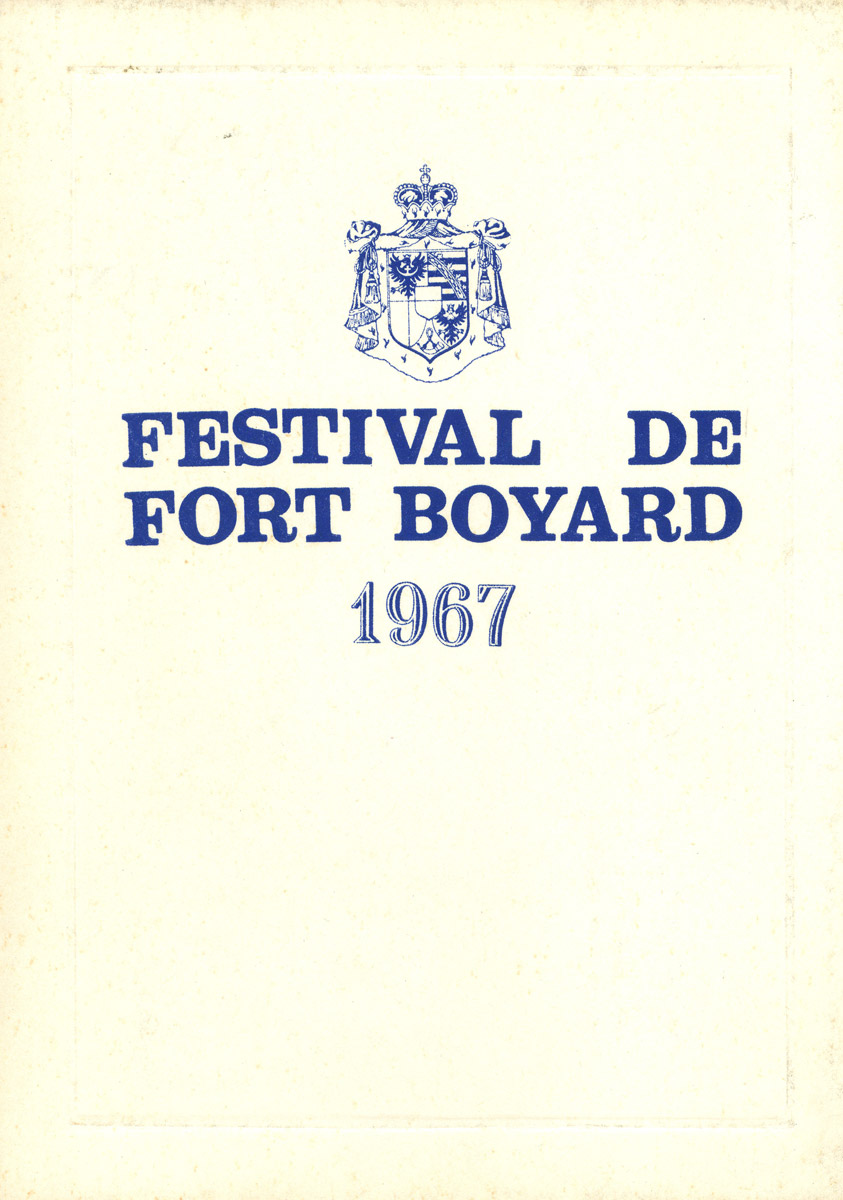 FESTIVAL DE
FORT BOYARD
1967